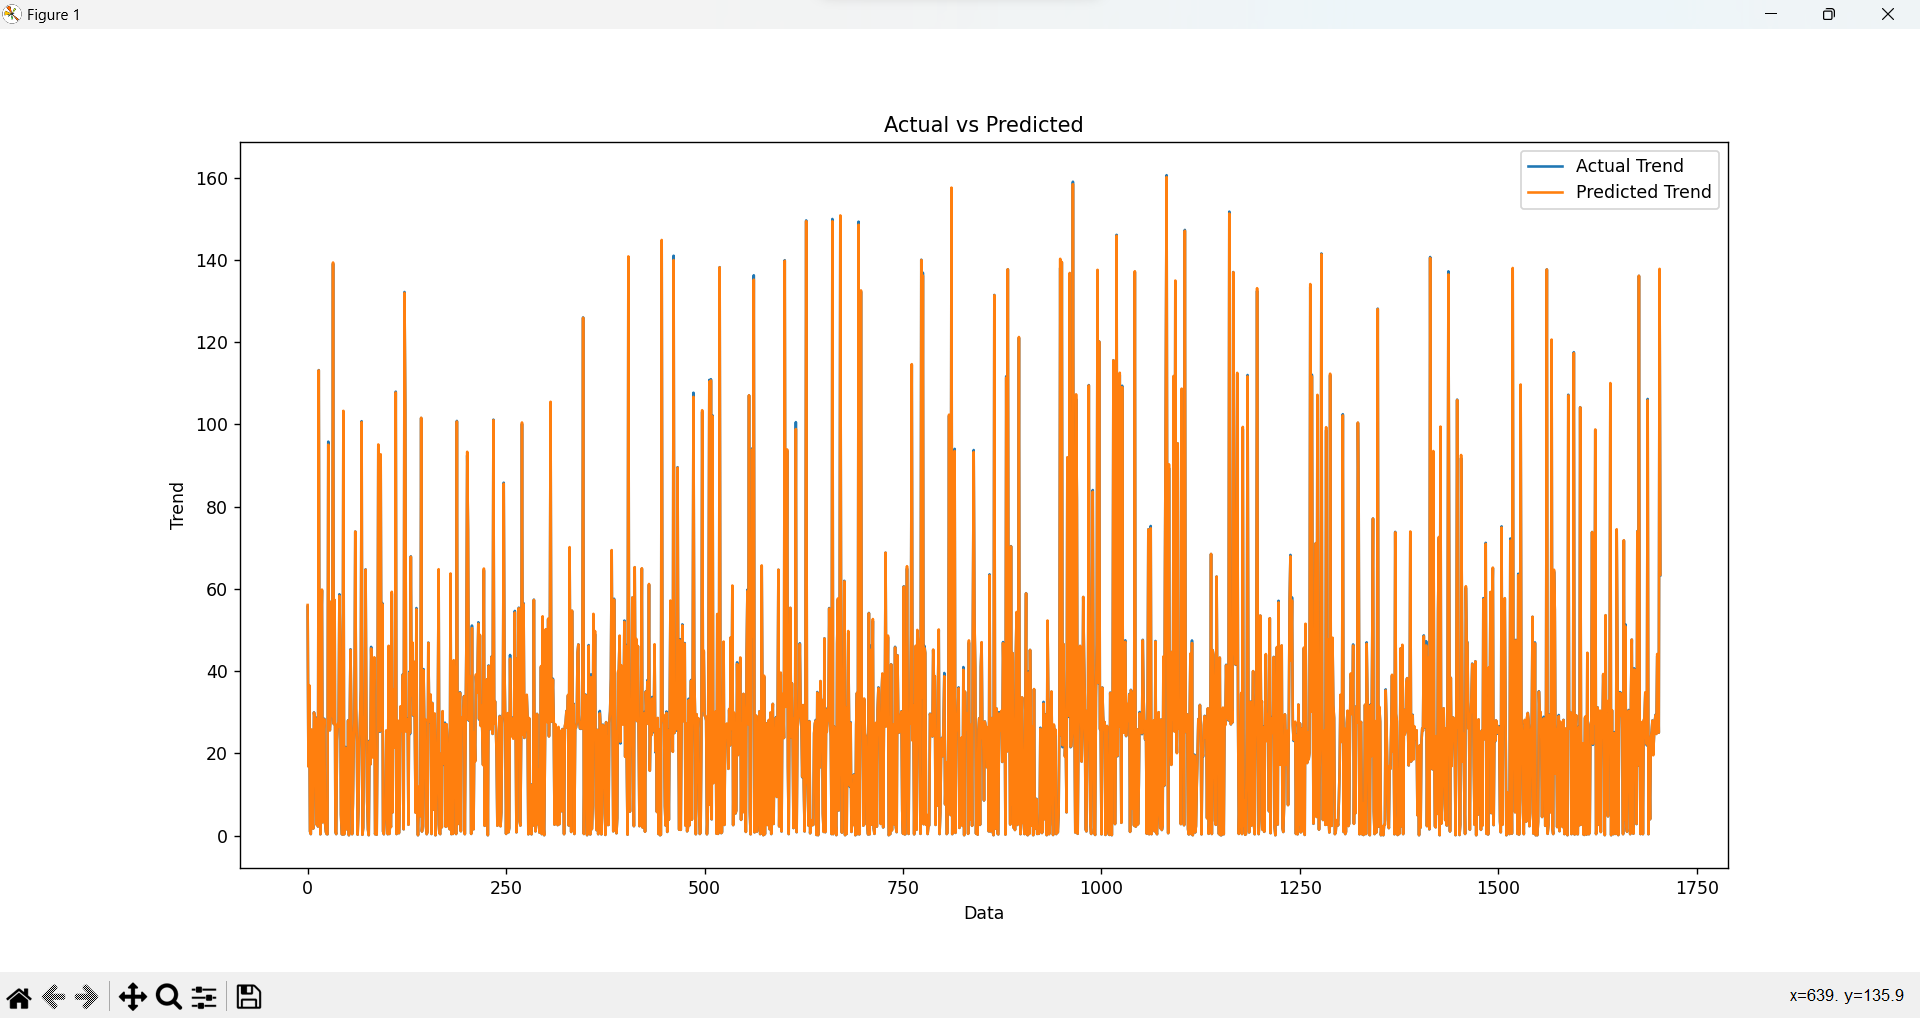 Figure 1
Actual vs Predicted
Actual Trend
Predicted Trend
160
140
120
100
80
60
40
20
0
Trend
0 250 500 750 1000 1250 1500 1750
Data
x=639. y=135.9